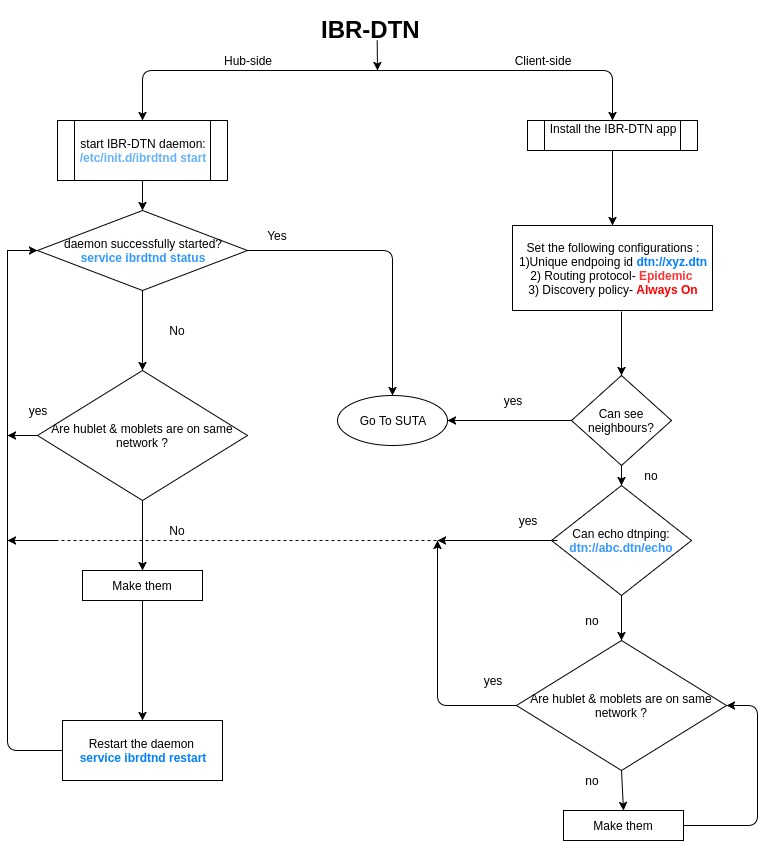 IBR-DTN
Hub-side
Client-side
start IBR-DTN daemon:
/etc/init.d/ibrdtnd start
Install the IBR-DTN app
daemon successfully started?
service ibrdtnd status
Yes
Set the following configurations :
1)Unique endpoing id dtn://xyz.dtn
2) Routing protocol- Epidemic
3) Discovery policy- Always On
No
yes
Are hublet & moblets are on same
network ?
Go To SUTA
yes
Can see
neighbours?
no
No
yes
Can echo dtnping:
dtn://abc.dtn/echo
Make them
no
yes
Are hublet & moblets are on same
network ?
Restart the daemon
service ibrdtnd restart
no
Make them